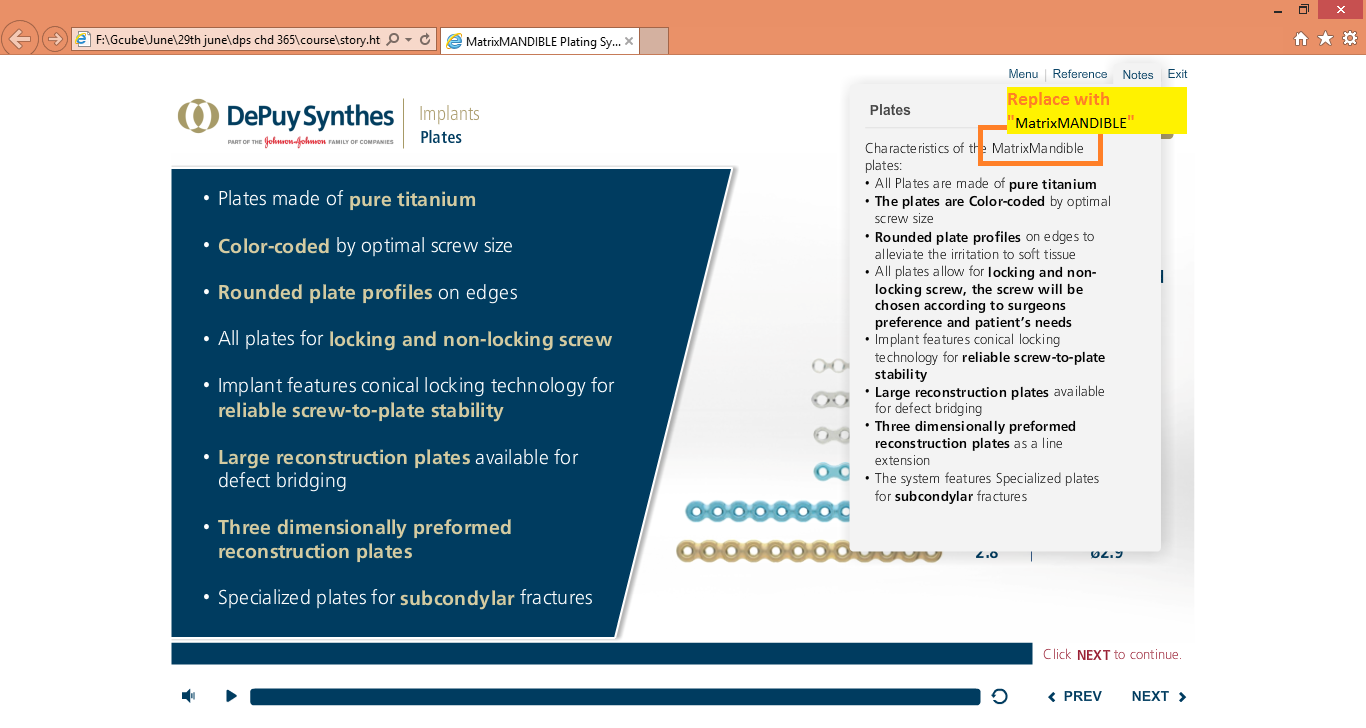 F:\Gcube\June\29th june\dps chd 365\course\story.ht
MatrixMANDIBLE Plating Sy...
Menu
Reference
Notes
Exit
DePuy Synthes
PART OF THE Johnson-Johnson FAMILY OF COMPANIES
Implants
Plates
• Plates made of pure titanium
• Color-coded by optimal screw size
• Rounded plate profiles on edges
• All plates for locking and non-locking screw
• Implant features conical locking technology for
reliable screw-to-plate stability
• Large reconstruction plates available for
defect bridging
• Three dimensionally preformed
reconstruction plates
• Specialized plates for subcondylar fractures
Plates
Replace with
"MatrixMANDIBLE"
Characteristics of the MatrixMandible
plates:
• All Plates are made of pure titanium
• The plates are Color-coded by optimal
screw size
• Rounded plate profiles on edges to
alleviate the irritation to soft tissue
• All plates allow for locking and non-
locking screw, the screw will be
chosen according to surgeons
preference and patient's needs
• Implant features conical locking
technology for reliable screw-to-plate
stability
• Large reconstruction plates available
for defect bridging
• Three dimensionally preformed
reconstruction plates as a line
extension
• The system features Specialized plates
for subcondylar fractures
2.8
ø2.9
Click NEXT to continue.
PREV
NEXT